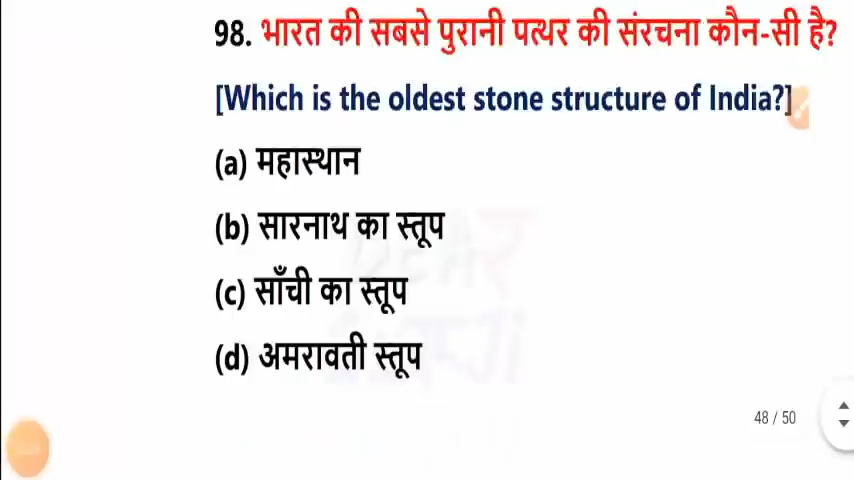 98. भारत की सबसे पुरानी पत्थर की संरचना कौन-सी है?
[Which is the oldest stone structure of India?]
(a) महास्थान
(b) सारनाथ का स्तूप
(c) साँची का स्तूप
(d) अमरावती स्तूप
48 / 50